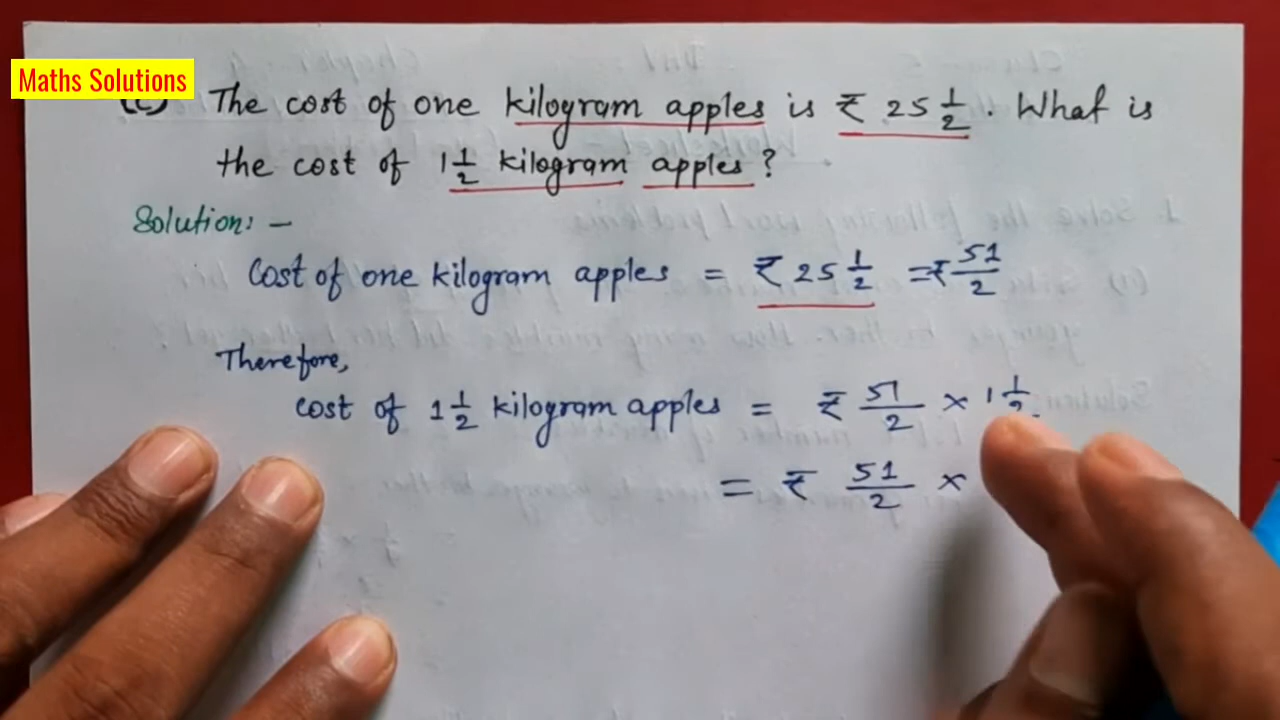 Maths Solutions
(c) The cost of one kilogram apples is ₹ 25 1/2. What is
the cost of 1 1/2 kilogram apples?
Solution:-
Cost of one kilogram apples = ₹ 25 1/2 = ₹ 51/2
Therefore,
cost of 1 1/2 kilogram apples = ₹ 51/2 × 1 1/2
= ₹ 51/2 ×